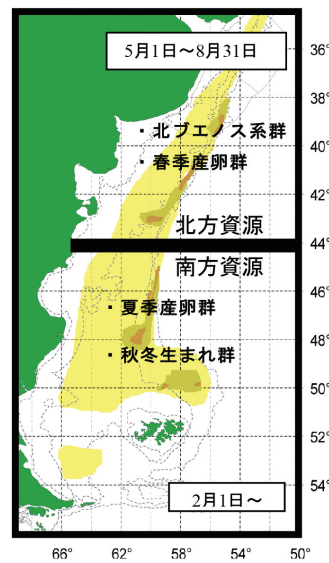 5月1日～8月31日
・北ブエノス系群
・春季産卵群
北方資源
南方資源
・夏季産卵群
・秋冬生まれ群
2月1日～
36°
38°
40°
42°
44°
46°
48°
50°
52°
54°
66° 62° 58° 54° 50°